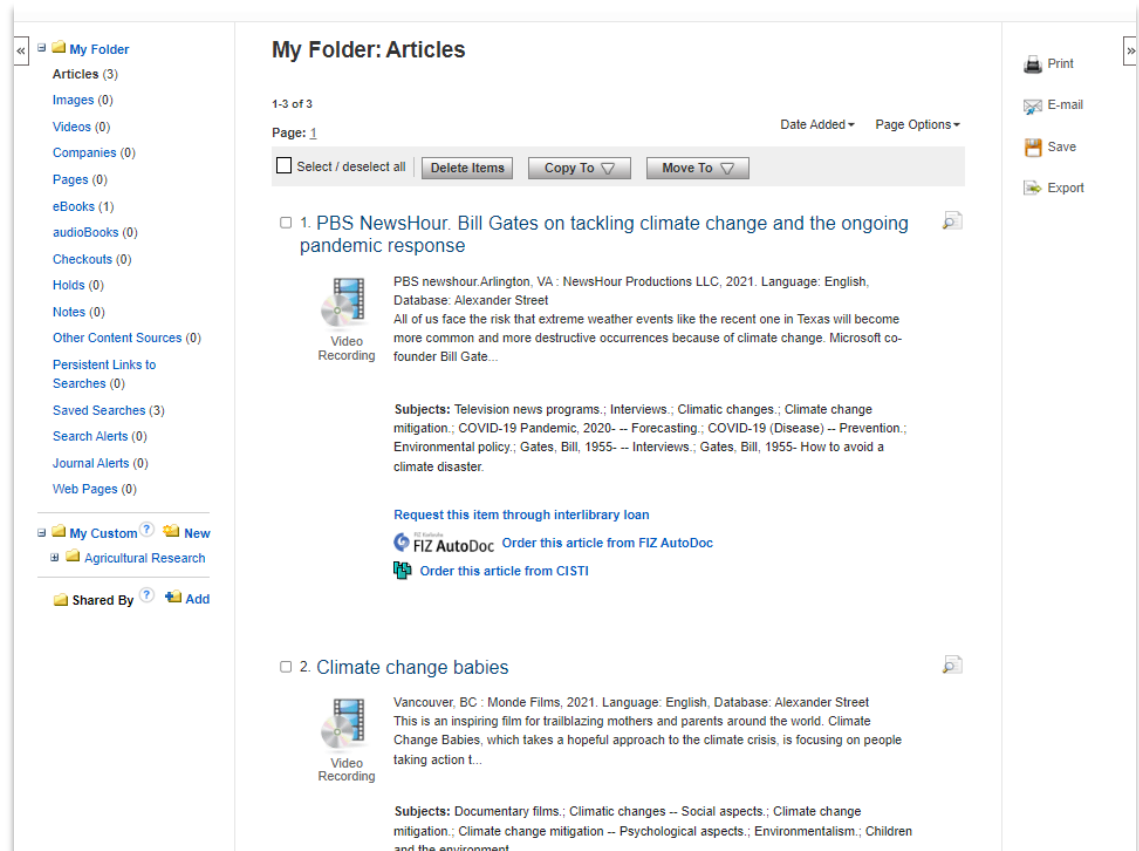 «
My Folder
Articles (3)
Images (0)
Videos (0)
Companies (0)
Pages (0)
eBooks (1)
audioBooks (0)
Checkouts (0)
Holds (0)
Notes (0)
Other Content Sources (0)
Persistent Links to
Searches (0)
Saved Searches (3)
Search Alerts (0)
Journal Alerts (0)
Web Pages (0)
My Custom ? New
Agricultural Research
Shared By ? Add
My Folder: Articles
1-3 of 3
Page: 1
Date Added Page Options
Select / deselect all Delete Items Copy To Move To
1. PBS NewsHour. Bill Gates on tackling climate change and the ongoing
pandemic response
Video
Recording
PBS newshour.Arlington, VA : NewsHour Productions LLC, 2021. Language: English,
Database: Alexander Street
All of us face the risk that extreme weather events like the recent one in Texas will become
more common and more destructive occurrences because of climate change. Microsoft co-
founder Bill Gate...
Subjects: Television news programs.; Interviews.; Climatic changes.; Climate change
mitigation.; COVID-19 Pandemic, 2020- -- Forecasting.; COVID-19 (Disease) -- Prevention.;
Environmental policy.; Gates, Bill, 1955- -- Interviews.; Gates, Bill, 1955- How to avoid a
climate disaster.
Request this item through interlibrary loan
FIZ AutoDoc Order this article from FIZ AutoDoc
Order this article from CISTI
2. Climate change babies
Video
Recording
Vancouver, BC : Monde Films, 2021. Language: English, Database: Alexander Street
This is an inspiring film for trailblazing mothers and parents around the world. Climate
Change Babies, which takes a hopeful approach to the climate crisis, is focusing on people
taking action t...
Subjects: Documentary films.; Climatic changes -- Social aspects.; Climate change
mitigation.; Climate change mitigation -- Psychological aspects.; Environmentalism.; Children
and the environment
»
Print
E-mail
Save
Export